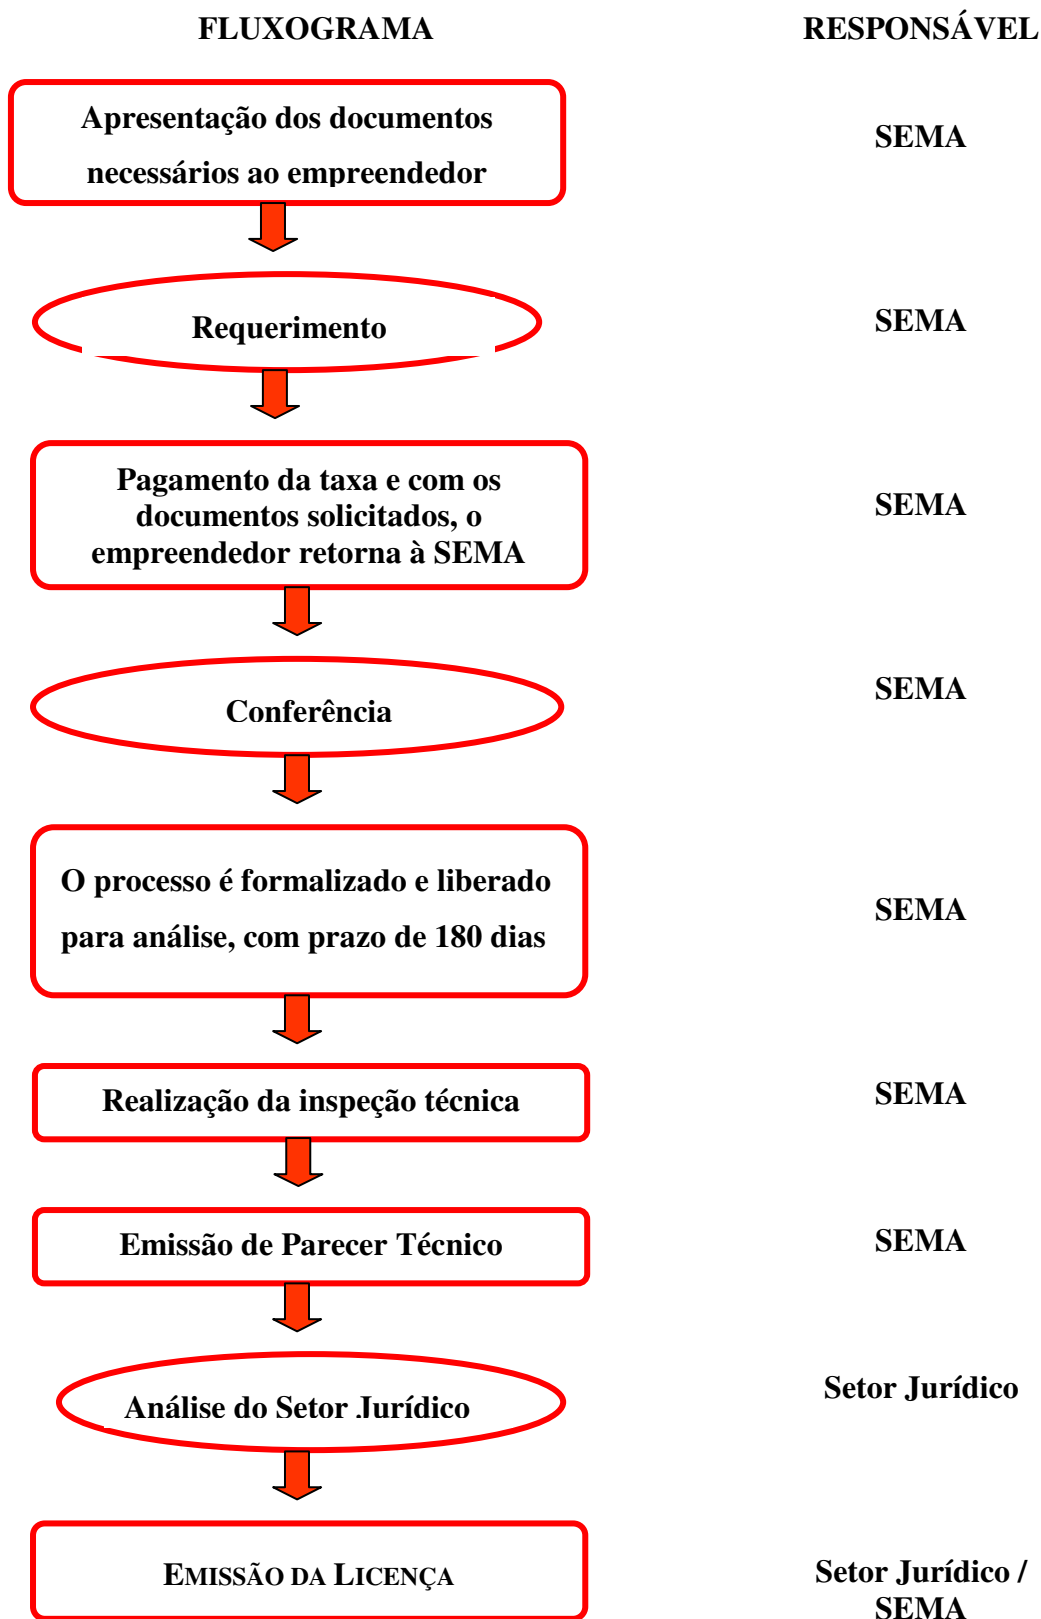 FLUXOGRAMA RESPONSÁVEL
Apresentação dos documentos
necessários ao empreendedor
SEMA
Requerimento
SEMA
Pagamento da taxa e com os
documentos solicitados, o
empreendedor retorna à SEMA
SEMA
Conferência
SEMA
O processo é formalizado e liberado
para análise, com prazo de 180 dias
SEMA
Realização da inspeção técnica
SEMA
Emissão de Parecer Técnico
SEMA
Análise do Setor Jurídico
Setor Jurídico
EMISSÃO DA LICENÇA
Setor Jurídico /
SEMA